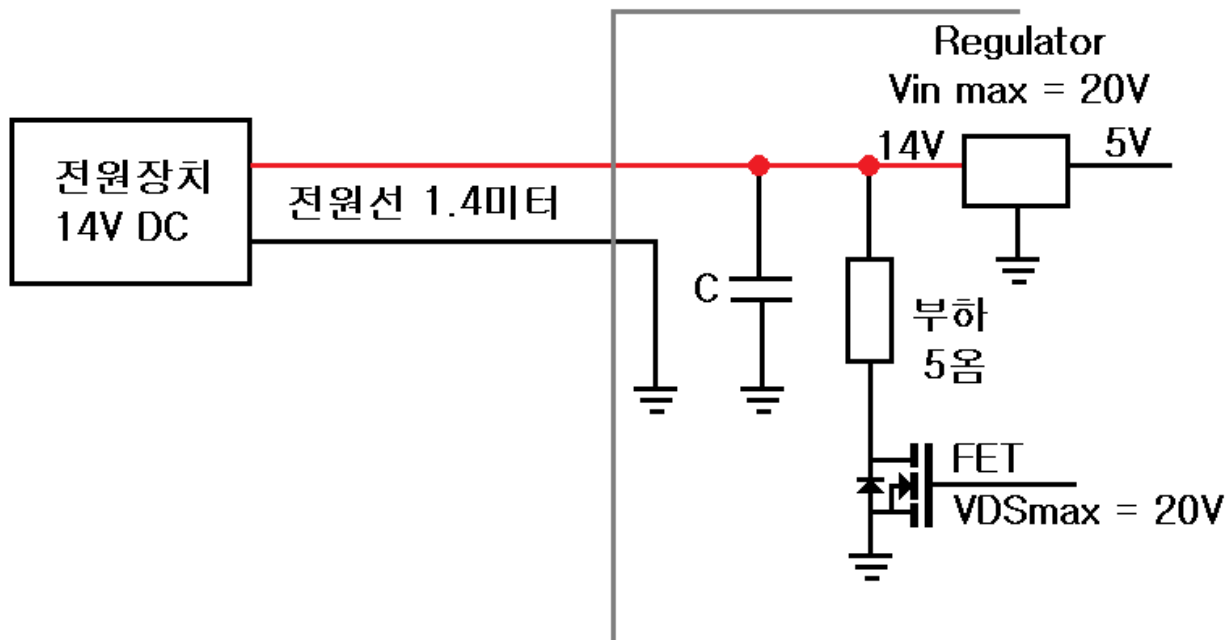 Regulator
Vin max = 20V
14V
5V
전원장치
14V DC
전원선 1.4미터
C
부하
5옴
FET
VDSmax = 20V